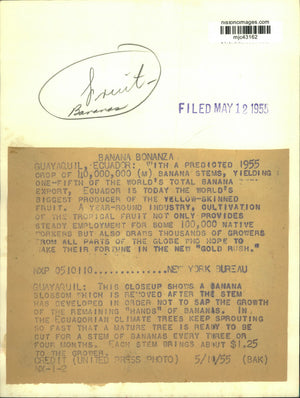 nisionoimages.com
mjc43162
Fruit
Bananas
FILED MAY 12 1955
BANANA BONANZA
GUAYAQUIL, ECUADOR: WITH A PREDICTED 1955
CROP OF 40,000,000 (M) BANANA STEMS, YIELDING
ONE-FIFTH OF THE WORLD'S TOTAL BANANA
EXPORT, ECUADOR IS TODAY THE WORLD'S
BIGGEST PRODUCER OF THE YELLOW-SKINNED
FRUIT. A YEAR-ROUND INDUSTRY, CULTIVATION
OF THE TROPICAL FRUIT NOT ONLY PROVIDES
STEADY EMPLOYMENT FOR SOME 100,000 NATIVE
WORKERS BUT ALSO DRAWS THOUSANDS OF GROWERS
FROM ALL PARTS OF THE GLOBE WHO HOPE TO
MAKE THEIR FORTUNE IN THE NEW "GOLD RUSH."
NXP 0510110.........NEW YORK BUREAU
GUAYAQUIL: THIS CLOSEUP SHOWS A BANANA
BLOSSOM WHICH IS REMOVED AFTER THE STEM
HAS DEVELOPED IN ORDER NOT TO SAP THE GROWTH
OF THE REMAINING "HANDS" OF BANANAS. IN
THE ECUADORIAN CLIMATE TREES KEEP SPROUTING
SO FAST THAT A MATURE TREE IS READY TO BE
CUT FOR A STEM OF BANANAS EVERY THREE OR
FOUR MONTHS. EACH STEM BRINGS ABOUT $1.25
TO THE GROWER.
CREDIT (UNITED PRESS PHOTO) 5/10/55 (BAK)
NX-1-2